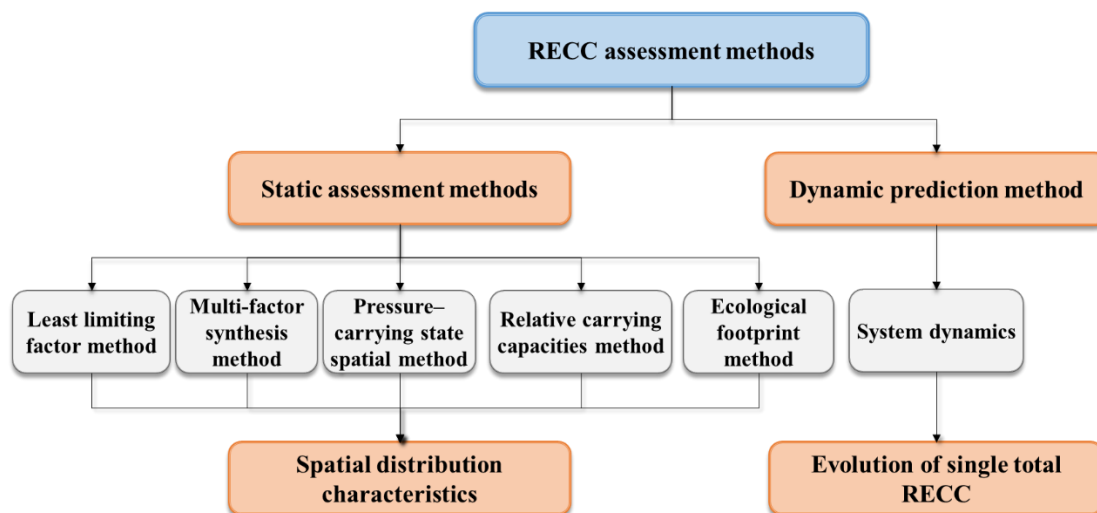 RECC assessment methods
Static assessment methods
Dynamic prediction method
Least limiting
factor method
Multi-factor
synthesis
method
Pressure–
carrying state
spatial method
Relative carrying
capacities method
Ecological
footprint
method
System dynamics
Spatial distribution
characteristics
Evolution of single total
RECC